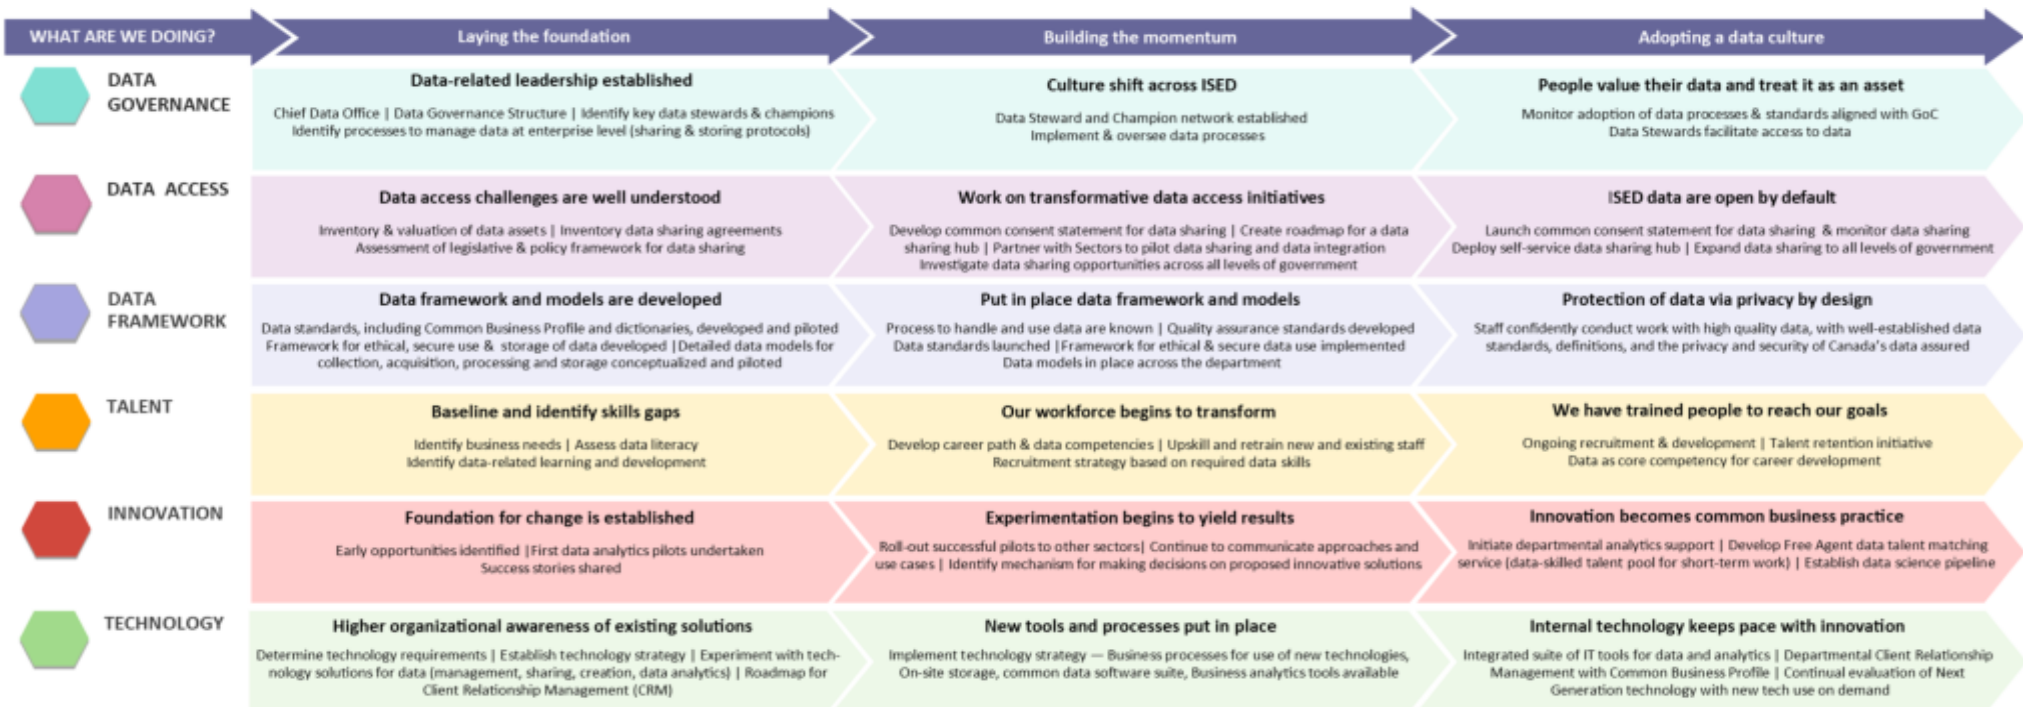 WHAT ARE WE DOING?
Laying the foundation
Building the momentum
Adopting a data culture
DATA
GOVERNANCE
Data-related leadership established
Chief Data Office | Data Governance Structure | Identify key data stewards & champions
Identify processes to manage data at enterprise level (sharing & storing protocols)
Culture shift across ISED
Data Steward and Champion network established
Implement & oversee data processes
People value their data and treat it as an asset
Monitor adoption of data processes & standards aligned with GoC
Data Stewards facilitate access to data
DATA ACCESS
Data access challenges are well understood
Inventory & valuation of data assets | Inventory data sharing agreements
Assessment of legislative & policy framework for data sharing
Work on transformative data access initiatives
Develop common consent statement for data sharing | Create roadmap for a data
sharing hub | Partner with Sectors to pilot data sharing and data integration
Investigate data sharing opportunities across all levels of government
ISED data are open by default
Launch common consent statement for data sharing & monitor data sharing
Deploy self-service data sharing hub | Expand data sharing to all levels of government
DATA
FRAMEWORK
Data framework and models are developed
Data standards, including Common Business Profile and dictionaries, developed and piloted
Framework for ethical, secure use & storage of data developed |Detailed data models for
collection, acquisition, processing and storage conceptualized and piloted
Put in place data framework and models
Process to handle and use data are known | Quality assurance standards developed
Data standards launched |Framework for ethical & secure data use implemented
Data models in place across the department
Protection of data via privacy by design
Staff confidently conduct work with high quality data, with well-established data
standards, definitions, and the privacy and security of Canada's data assured
TALENT
Baseline and identify skills gaps
Identify business needs | Assess data literacy
Identify data-related learning and development
Our workforce begins to transform
Develop career path & data competencies | Upskill and retrain new and existing staff
Recruitment strategy based on required data skills
We have trained people to reach our goals
Ongoing recruitment & development | Talent retention initiative
Data as core competency for career development
INNOVATION
Foundation for change is established
Early opportunities identified |First data analytics pilots undertaken
Success stories shared
Experimentation begins to yield results
Roll-out successful pilots to other sectors| Continue to communicate approaches and
use cases | Identify mechanism for making decisions on proposed innovative solutions
Innovation becomes common business practice
Initiate departmental analytics support | Develop Free Agent data talent matching
service (data-skilled talent pool for short-term work) | Establish data science pipeline
TECHNOLOGY
Higher organizational awareness of existing solutions
Determine technology requirements | Establish technology strategy | Experiment with tech-
nology solutions for data (management, sharing, creation, data analytics) | Roadmap for
Client Relationship Management (CRM)
New tools and processes put in place
Implement technology strategy — Business processes for use of new technologies,
On-site storage, common data software suite, Business analytics tools available
Internal technology keeps pace with innovation
Integrated suite of IT tools for data and analytics | Departmental Client Relationship
Management with Common Business Profile | Continual evaluation of Next
Generation technology with new tech use on demand